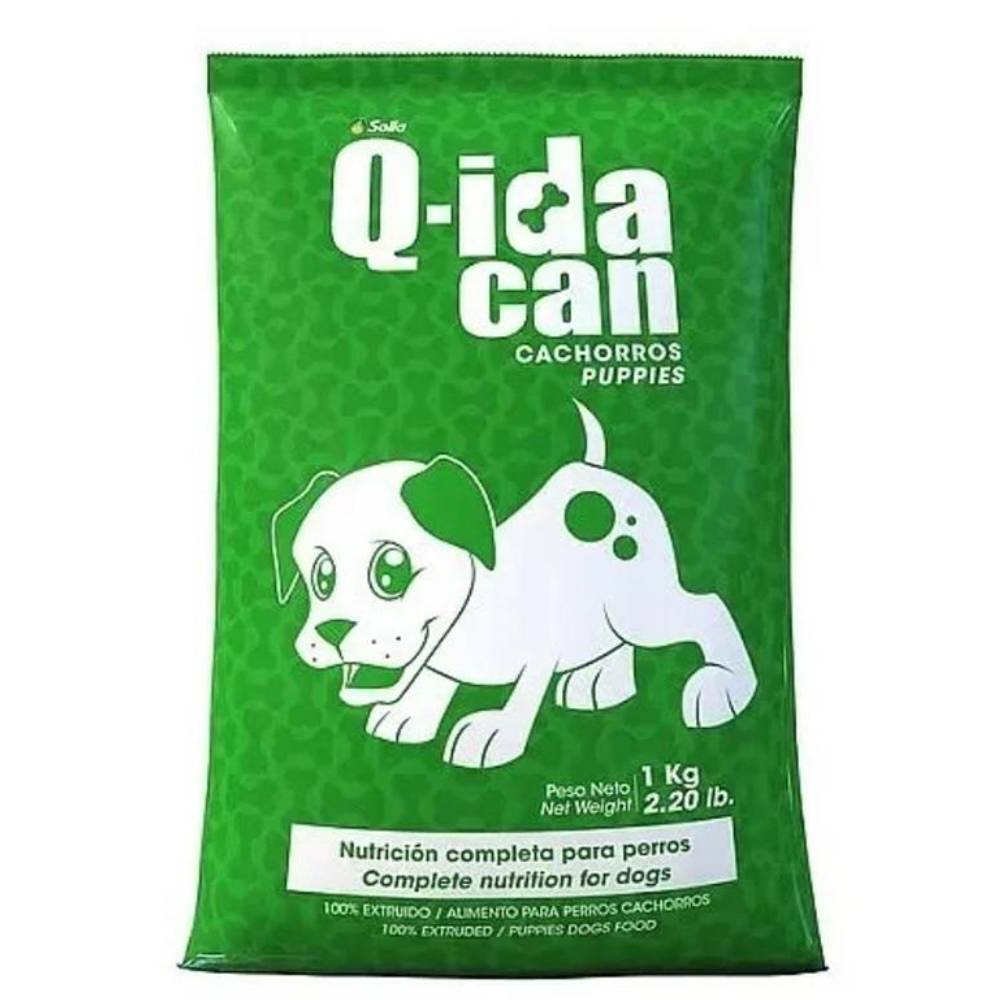 Solla
Q-ida
can
CACHORROS
PUPPIES
Peso Neto 1 Kg
Net Weight 2.20 lb.
Nutrición completa para perros
Complete nutrition for dogs
100% EXTRUIDO / ALIMENTO PARA PERROS CACHORROS
100% EXTRUDED / PUPPIES DOGS FOOD